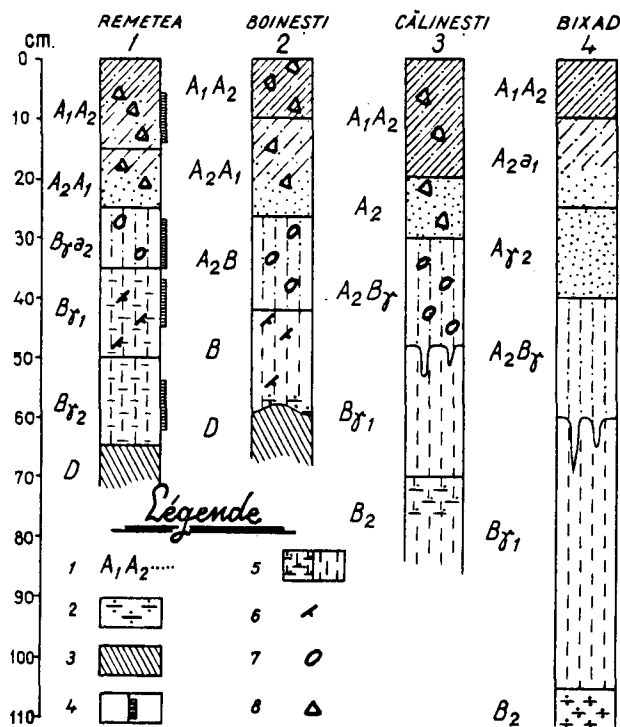 REMETEA BOINEȘTI CĂLINEȘTI BIXAD
cm. 1 2 3 4
0
10
20
30
40
50
60
70
80
90
100
110
A₁A₂
A₂A₁
Bγa₂
Bγ₁
Bγ₂
D
A₁A₂
A₂A₁
A₂B
B
D
A₁A₂
A₂
A₂Bγ
Bγ₁
B₂
A₁A₂
A₂a₁
Aγ₂
A₂Bγ
Bγ₁
B₂
Légende
1 A₁A₂.....
2
3
4
5
6
7
8